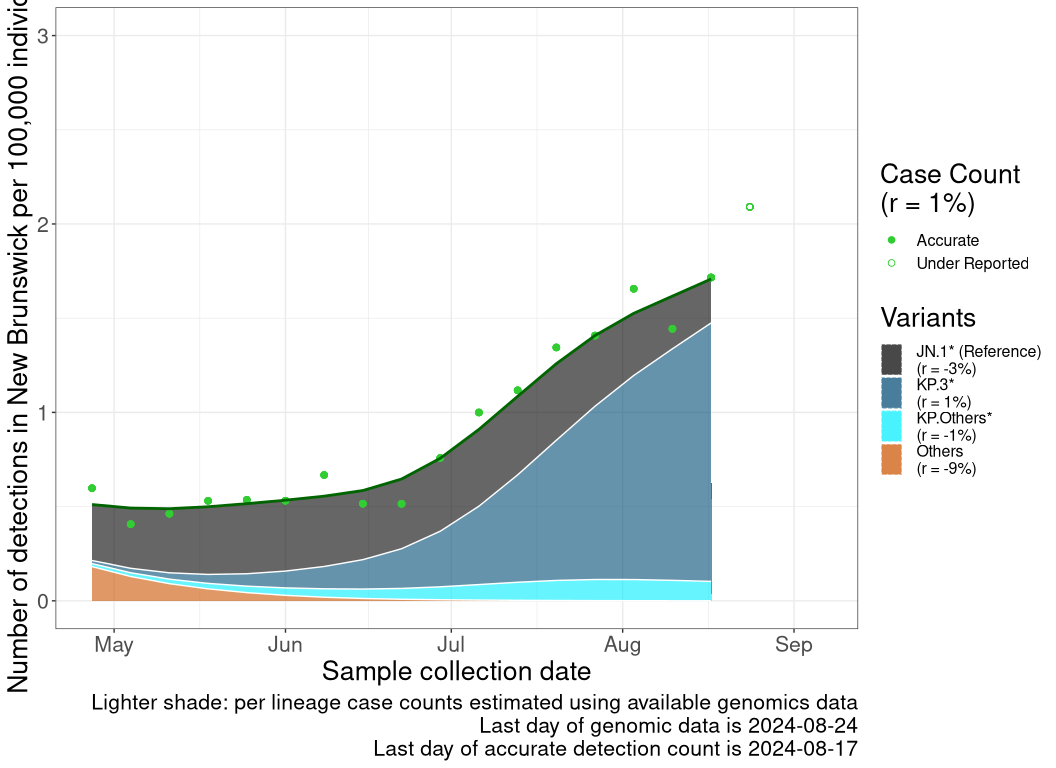 Number of detections in New Brunswick per 100,000
3
2
1
0
May Jun Jul Aug Sep
Sample collection date
Lighter shade: per lineage case counts estimated using available genomics data
Last day of genomic data is 2024-08-24
Last day of accurate detection count is 2024-08-17
Case Count
(r = 1%)
Accurate
Under Reported
Variants
JN.1* (Reference)
(r = -3%)
KP.3*
(r = 1%)
KP.Others*
(r = -1%)
Others
(r = -9%)